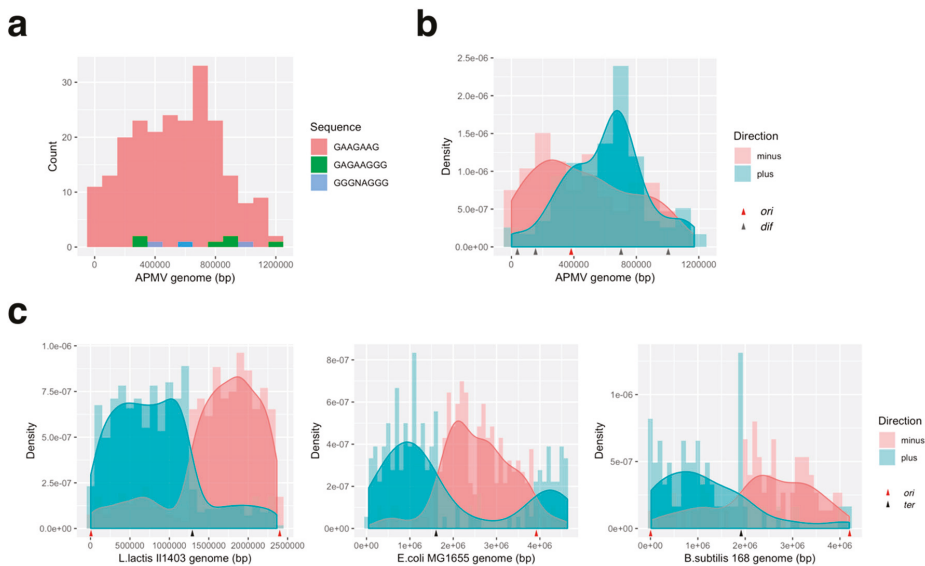 a
30
20
10
0
Count
0
400000
800000
1200000
APMV genome (bp)
Sequence
GAAGAAG
GAGAAGGG
GGGNAGGG
b
2.5e-06
2.0e-06
1.5e-06
1.0e-06
5.0e-07
0.0e+00
Density
0
400000
800000
1200000
APMV genome (bp)
Direction
minus
plus
ori
dif
c
1.0e-06
7.5e-07
5.0e-07
2.5e-07
0.0e+00
Density
0
500000
1000000
1500000
2000000
2500000
L.lactis Il1403 genome (bp)
8e-07
6e-07
4e-07
2e-07
0e+00
Density
0e+00
1e+06
2e+06
3e+06
4e+06
E.coli MG1655 genome (bp)
1e-06
5e-07
0e+00
Density
0e+00
1e+06
2e+06
3e+06
4e+06
B.subtilis 168 genome (bp)
Direction
minus
plus
ori
ter